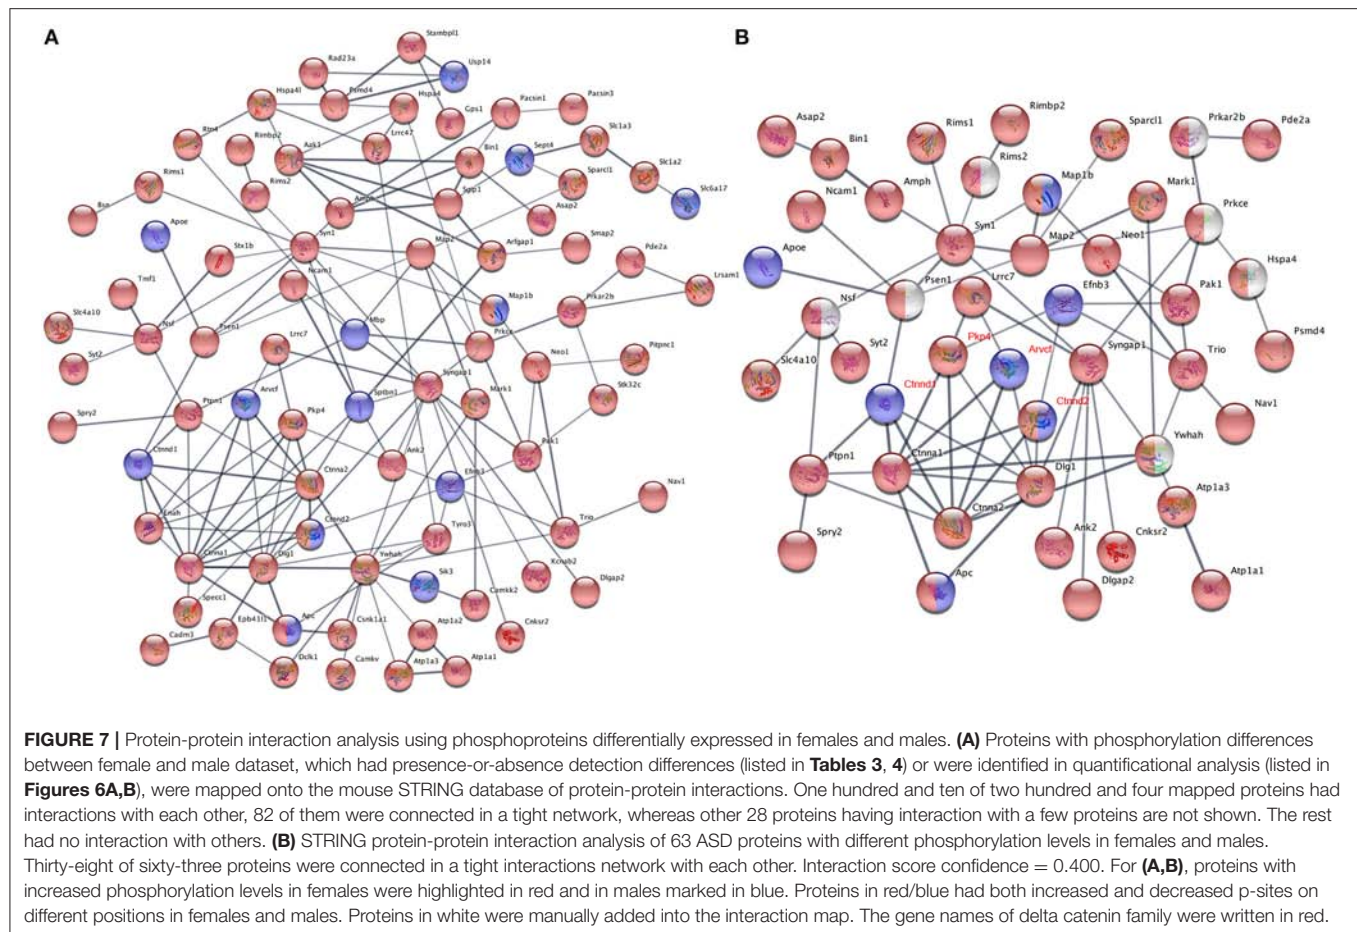 A
B
Stambpl1
Rad23a
Usp14
Hspa4l
Psmd4
Hspa4
Gps1
Pacsin1
Pacsin3
Rtn4
Rimbp2
Aak1
Lrrc47
Bin1
Sept4
Slc1a3
Rims1
Rims2
Amph
Spp1
Sparcl1
Slc1a2
Slc6a17
Bsn
Apoe
Stx1b
Syn1
Map2
Arfgap1
Asap2
Smap2
Pde2a
Lrsam1
Tmf1
Ncam1
Map1b
Prkar2b
Slc4a10
Nsf
Psen1
Mbp
Prkce
Syt2
Lrrc7
Syngap1
Neo1
Pitpnc1
Spry2
Ptpn1
Arvcf
Pkp4
Sptbn1
Mark1
Stk32c
Ctnnd1
Ctnna2
Ank2
Efnb3
Pak1
Nav1
Enah
Ctnnd2
Tyro3
Trio
Ctnna1
Dlg1
Ywhah
Sik3
Kcnab2
Dlgap2
Specc1
Camkk2
Cadm3
Epb41l1
Apc
Csnk1a1
Atp1a2
Cnksr2
Dclk1
Camkv
Atp1a3
Atp1a1
Asap2
Bin1
Rims1
Rimbp2
Sparcl1
Prkar2b
Pde2a
Rims2
Ncam1
Amph
Map1b
Mark1
Prkce
Apoe
Syn1
Map2
Neo1
Hspa4
Nsf
Psen1
Lrrc7
Efnb3
Pak1
Psmd4
Slc4a10
Syt2
Pkp4
Arvcf
Syngap1
Trio
Ctnnd1
Ctnnd2
Nav1
Ptpn1
Ctnna1
Dlg1
Ywhah
Spry2
Ctnna2
Ank2
Cnksr2
Atp1a3
Apc
Dlgap2
Atp1a1
FIGURE 7 | Protein-protein interaction analysis using phosphoproteins differentially expressed in females and males. (A) Proteins with phosphorylation differences
between female and male dataset, which had presence-or-absence detection differences (listed in Tables 3, 4) or were identified in quantificational analysis (listed in
Figures 6A,B), were mapped onto the mouse STRING database of protein-protein interactions. One hundred and ten of two hundred and four mapped proteins had
interactions with each other, 82 of them were connected in a tight network, whereas other 28 proteins having interaction with a few proteins are not shown. The rest
had no interaction with others. (B) STRING protein-protein interaction analysis of 63 ASD proteins with different phosphorylation levels in females and males.
Thirty-eight of sixty-three proteins were connected in a tight interactions network with each other. Interaction score confidence = 0.400. For (A,B), proteins with
increased phosphorylation levels in females were highlighted in red and in males marked in blue. Proteins in red/blue had both increased and decreased p-sites on
different positions in females and males. Proteins in white were manually added into the interaction map. The gene names of delta catenin family were written in red.